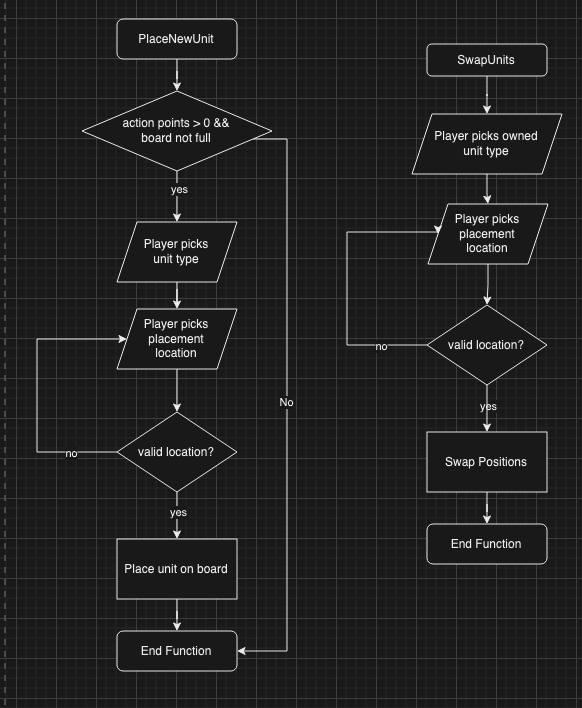 PlaceNewUnit
action points > 0 &&
board not full
yes
Player picks
unit type
Player picks
placement
location
No
valid location?
no
yes
Place unit on board
End Function
SwapUnits
Player picks owned
unit type
Player picks
placement
location
valid location?
no
yes
Swap Positions
End Function